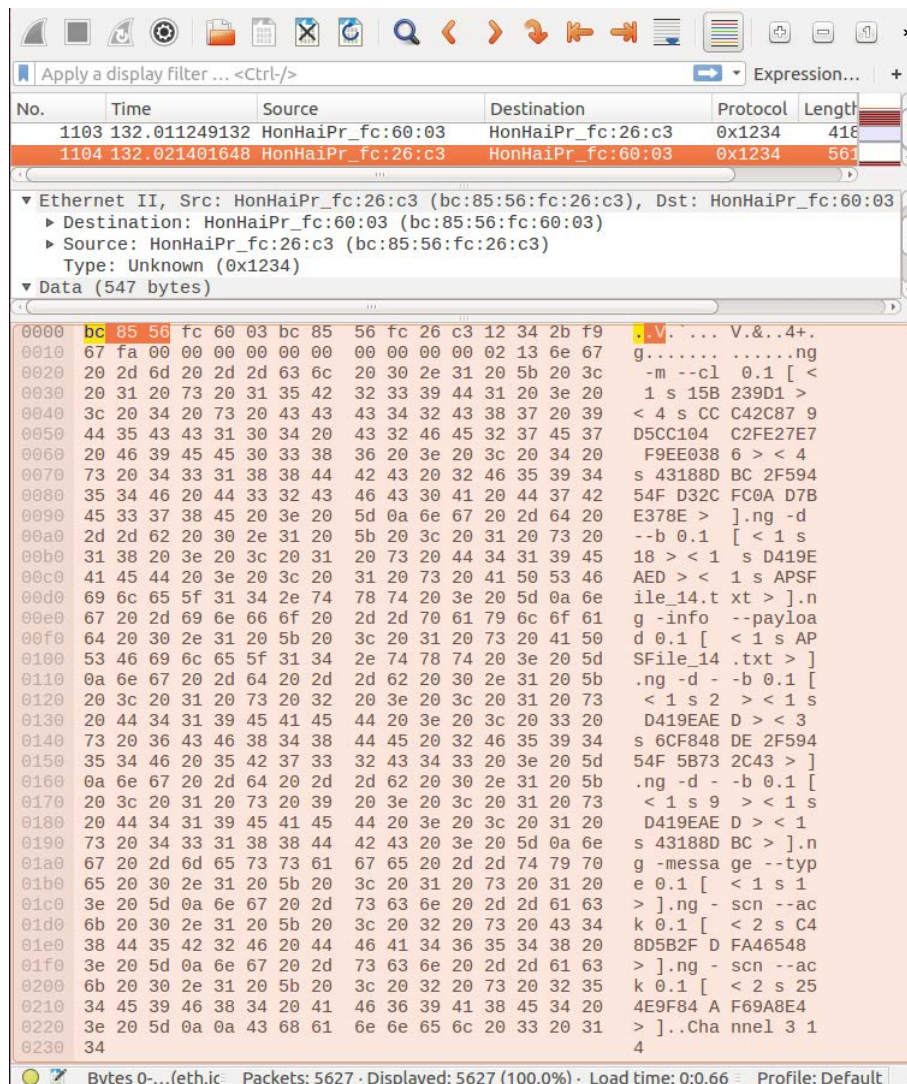 Apply a display filter ... <Ctrl-/> Expression... +
No. Time Source Destination Protocol Length
1103 132.011249132 HonHaiPr_fc:60:03 HonHaiPr_fc:26:c3 0x1234 418
1104 132.021401648 HonHaiPr_fc:26:c3 HonHaiPr_fc:60:03 0x1234 561
Ethernet II, Src: HonHaiPr_fc:26:c3 (bc:85:56:fc:26:c3), Dst: HonHaiPr_fc:60:03
Destination: HonHaiPr_fc:60:03 (bc:85:56:fc:60:03)
Source: HonHaiPr_fc:26:c3 (bc:85:56:fc:26:c3)
Type: Unknown (0x1234)
Data (547 bytes)
0000 bc 85 56 fc 60 03 bc 85 56 fc 26 c3 12 34 2b f9 ..V.`... V.&..4+.
0010 67 fa 00 00 00 00 00 00 00 00 00 00 02 13 6e 67 g....... ......ng
0020 20 2d 6d 20 2d 2d 63 6c 20 30 2e 31 20 5b 20 3c -m --cl 0.1 [ <
0030 20 31 20 73 20 31 35 42 32 33 39 44 31 20 3e 20 1 s 15B 239D1 >
0040 3c 20 34 20 73 20 43 43 43 34 32 43 38 37 20 39 < 4 s CC C42C87 9
0050 44 35 43 43 31 30 34 20 43 32 46 45 32 37 45 37 D5CC104 C2FE27E7
0060 20 46 39 45 45 30 33 38 36 20 3e 20 3c 20 34 20 F9EE038 6 > < 4
0070 73 20 34 33 31 38 38 44 42 43 20 32 46 35 39 34 s 43188D BC 2F594
0080 35 34 46 20 44 33 32 43 46 43 30 41 20 44 37 42 54F D32C FC0A D7B
0090 45 33 37 38 45 20 3e 20 5d 0a 6e 67 20 2d 64 20 E378E > ].ng -d
00a0 2d 2d 62 20 30 2e 31 20 5b 20 3c 20 31 20 73 20 --b 0.1 [ < 1 s
00b0 31 38 20 3e 20 3c 20 31 20 73 20 44 34 31 39 45 18 > < 1 s D419E
00c0 41 45 44 20 3e 20 3c 20 31 20 73 20 41 50 53 46 AED > < 1 s APSF
00d0 69 6c 65 5f 31 34 2e 74 78 74 20 3e 20 5d 0a 6e ile_14.t xt > ].n
00e0 67 20 2d 69 6e 66 6f 20 2d 2d 70 61 79 6c 6f 61 g -info --payloa
00f0 64 20 30 2e 31 20 5b 20 3c 20 31 20 73 20 41 50 d 0.1 [ < 1 s AP
0100 53 46 69 6c 65 5f 31 34 2e 74 78 74 20 3e 20 5d SFile_14 .txt > ]
0110 0a 6e 67 20 2d 64 20 2d 2d 62 20 30 2e 31 20 5b .ng -d - -b 0.1 [
0120 20 3c 20 31 20 73 20 32 20 3e 20 3c 20 31 20 73 < 1 s 2 > < 1 s
0130 20 44 34 31 39 45 41 45 44 20 3e 20 3c 20 33 20 D419EAE D > < 3
0140 73 20 36 43 46 38 34 38 44 45 20 32 46 35 39 34 s 6CF848 DE 2F594
0150 35 34 46 20 35 42 37 33 32 43 34 33 20 3e 20 5d 54F 5B73 2C43 > ]
0160 0a 6e 67 20 2d 64 20 2d 2d 62 20 30 2e 31 20 5b .ng -d - -b 0.1 [
0170 20 3c 20 31 20 73 20 39 20 3e 20 3c 20 31 20 73 < 1 s 9 > < 1 s
0180 20 44 34 31 39 45 41 45 44 20 3e 20 3c 20 31 20 D419EAE D > < 1
0190 73 20 34 33 31 38 38 44 42 43 20 3e 20 5d 0a 6e s 43188D BC > ].n
01a0 67 20 2d 6d 65 73 73 61 67 65 20 2d 2d 74 79 70 g -messa ge --typ
01b0 65 20 30 2e 31 20 5b 20 3c 20 31 20 73 20 31 20 e 0.1 [ < 1 s 1
01c0 3e 20 5d 0a 6e 67 20 2d 73 63 6e 20 2d 2d 61 63 > ].ng - scn --ac
01d0 6b 20 30 2e 31 20 5b 20 3c 20 32 20 73 20 43 34 k 0.1 [ < 2 s C4
01e0 38 44 35 42 32 46 20 44 46 41 34 36 35 34 38 20 8D5B2F D FA46548
01f0 3e 20 5d 0a 6e 67 20 2d 73 63 6e 20 2d 2d 61 63 > ].ng - scn --ac
0200 6b 20 30 2e 31 20 5b 20 3c 20 32 20 73 20 32 35 k 0.1 [ < 2 s 25
0210 34 45 39 46 38 34 20 41 46 36 39 41 38 45 34 20 4E9F84 A F69A8E4
0220 3e 20 5d 0a 0a 43 68 61 6e 6e 65 6c 20 33 20 31 > ]..Cha nnel 3 1
0230 34 4
Bytes 0-...(eth.ic Packets: 5627 · Displayed: 5627 (100.0%) · Load time: 0:0.66 Profile: Default